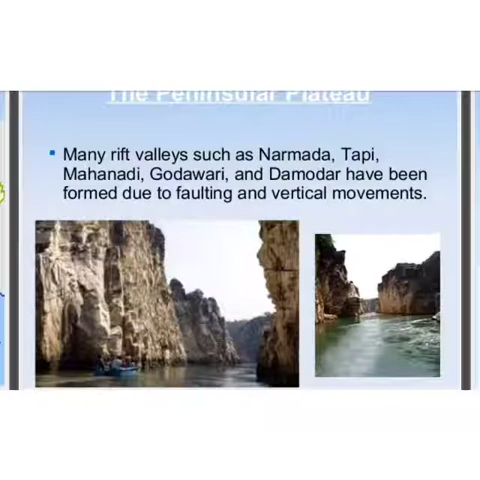 The Peninsular Plateau
Many rift valleys such as Narmada, Tapi,
Mahanadi, Godawari, and Damodar have been
formed due to faulting and vertical movements.